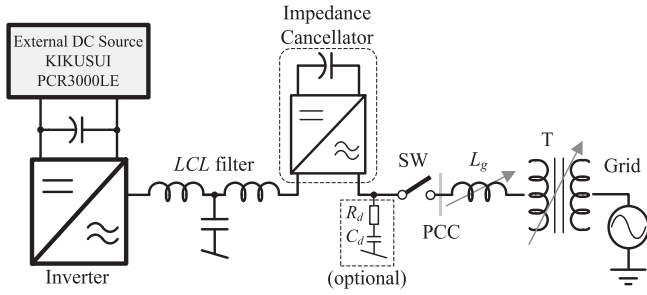 External DC Source
KIKUSUI
PCR3000LE
Impedance
Cancellator
LCL filter
SW
L_g
T
Grid
R_d
C_d
PCC
Inverter
(optional)